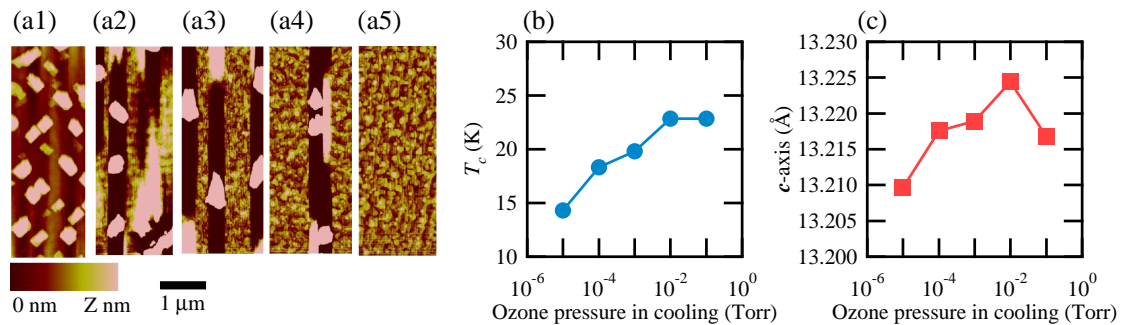 (a1) (a2) (a3) (a4) (a5)
0 nm Z nm
1 μm
(b)
30
25
20
15
10
T_c (K)
10^-6 10^-4 10^-2 10^0
Ozone pressure in cooling (Torr)
(c)
13.230
13.225
13.220
13.215
13.210
13.205
13.200
c-axis (Å)
10^-6 10^-4 10^-2 10^0
Ozone pressure in cooling (Torr)